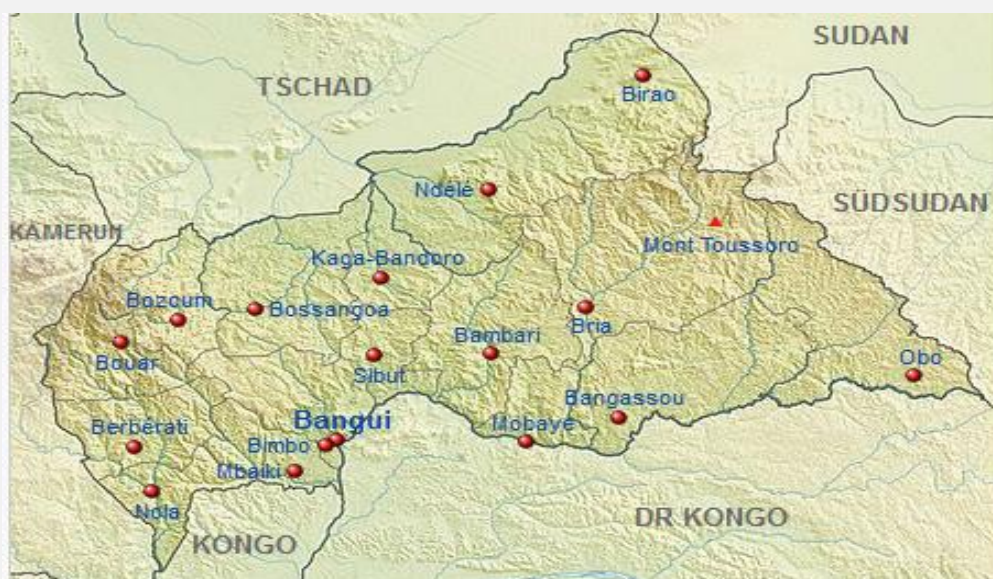 SUDAN
TSCHAD
Birao
Ndélé
SÜDSUDAN
KAMERUN
Mont Toussoro
Kaga-Bandoro
Bozoum
Bossangoa
Bria
Bouar
Sibut
Bambari
Obo
Bangassou
Berbérati
Bangui
Mobaye
Bimbo
Mbaiki
Nola
KONGO
DR KONGO